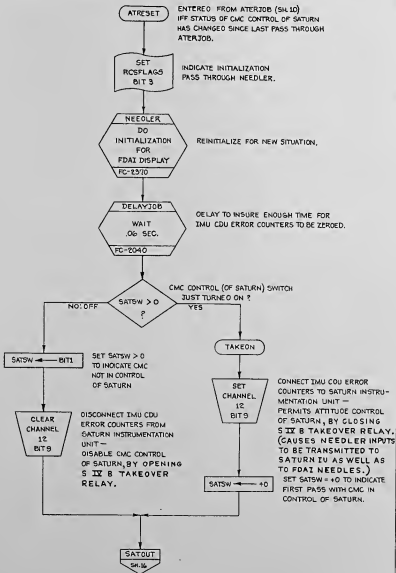 ATRESET
ENTERED FROM ATERJOB (SH.10)
IFF STATUS OF CMC CONTROL OF SATURN
HAS CHANGED SINCE LAST PASS THROUGH
ATERJOB.
SET
RCSFLAGS
BIT 3
INDICATE INITIALIZATION
PASS THROUGH NEEDLER.
NEEDLER
DO
INITIALIZATION
FOR
FDAI DISPLAY
FC-2370
REINITIALIZE FOR NEW SITUATION.
DELAYJOB
WAIT
.06 SEC.
FC-2040
DELAY TO INSURE ENOUGH TIME FOR
IMU CDU ERROR COUNTERS TO BE ZEROED.
CMC CONTROL (OF SATURN) SWITCH
JUST TURNED ON ?
SATSW > 0
?
NO: OFF
YES
SATSW ← BIT1
SET SATSW > 0
TO INDICATE CMC
NOT IN CONTROL
OF SATURN
CLEAR
CHANNEL
12
BIT 9
DISCONNECT IMU CDU
ERROR COUNTERS FROM
SATURN INSTRUMENTATION
UNIT —
DISABLE CMC CONTROL
OF SATURN, BY OPENING
S IV B TAKEOVER
RELAY.
TAKEON
SET
CHANNEL
12
BIT 9
CONNECT IMU CDU ERROR
COUNTERS TO SATURN INSTRU-
MENTATION UNIT —
PERMITS ATTITUDE CONTROL
OF SATURN, BY CLOSING
S IV B TAKEOVER RELAY.
(CAUSES NEEDLER INPUTS
TO BE TRANSMITTED TO
SATURN IU AS WELL AS
TO FDAI NEEDLES.)
SATSW ← +0
SET SATSW = +0 TO INDICATE
FIRST PASS WITH CMC IN
CONTROL OF SATURN.
SATOUT
SH.16